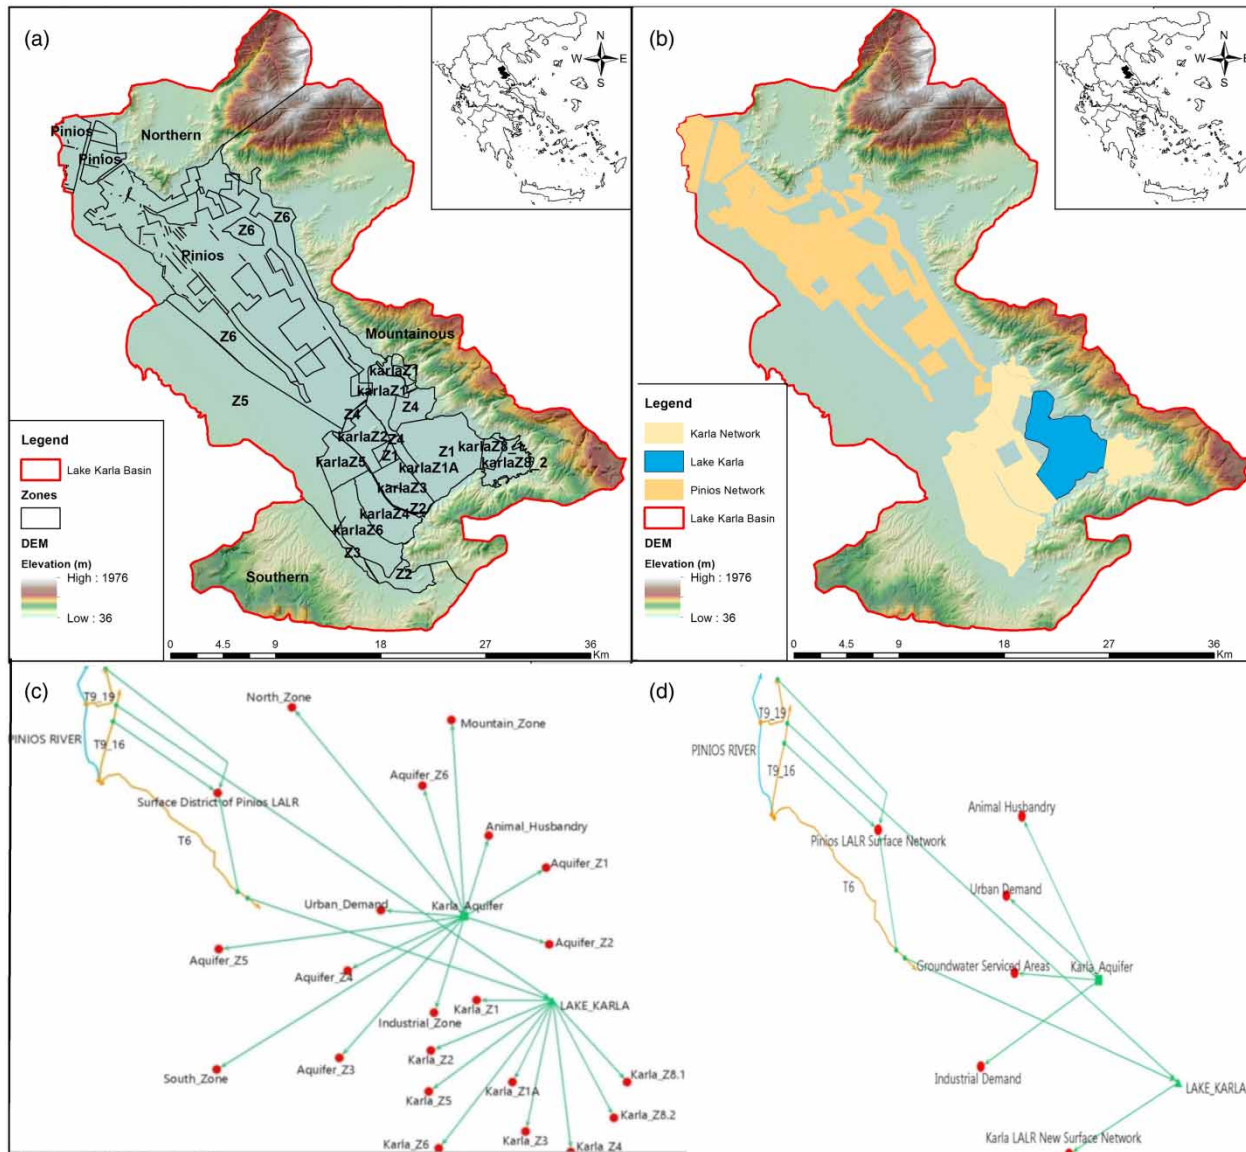 (a)
N
W E
S
Pinios
Northern
Pinios
Z6
Z6
Pinios
Z6
Mountainous
karlaZ1
karlaZ1
Z5
Z4
Z4
karlaZ2
Z4
Z1
Z1
karlaZ8_1
karlaZ5
karlaZ1A
karlaZ8_2
karlaZ3
karlaZ4
Z2
karlaZ6
Z3
Z2
Southern
Legend
Lake Karla Basin
Zones
DEM
Elevation (m)
High : 1976
Low : 36
0 4.5 9 18 27 36
Km
(b)
N
W E
S
Legend
Karla Network
Lake Karla
Pinios Network
Lake Karla Basin
DEM
Elevation (m)
High : 1976
Low : 36
0 4.5 9 18 27 36
Km
(c)
T9_19
North_Zone
Mountain_Zone
PINIOS RIVER
T9_16
Aquifer_Z6
Surface District of Pinios LALR
Animal_Husbandry
T6
Aquifer_Z1
Urban_Demand
Karla_Aquifer
Aquifer_Z2
Aquifer_Z5
Aquifer_Z4
Karla_Z1
LAKE_KARLA
Industrial_Zone
South_Zone
Aquifer_Z3
Karla_Z2
Karla_Z5
Karla_Z1A
Karla_Z8.1
Karla_Z8.2
Karla_Z6
Karla_Z3
Karla_Z4
(d)
T9_19
PINIOS RIVER
T9_16
Animal Husbandry
Pinios LALR Surface Network
T6
Urban Demand
Groundwater Serviced Areas
Karla_Aquifer
Industrial Demand
LAKE_KARLA
Karla LALR New Surface Network